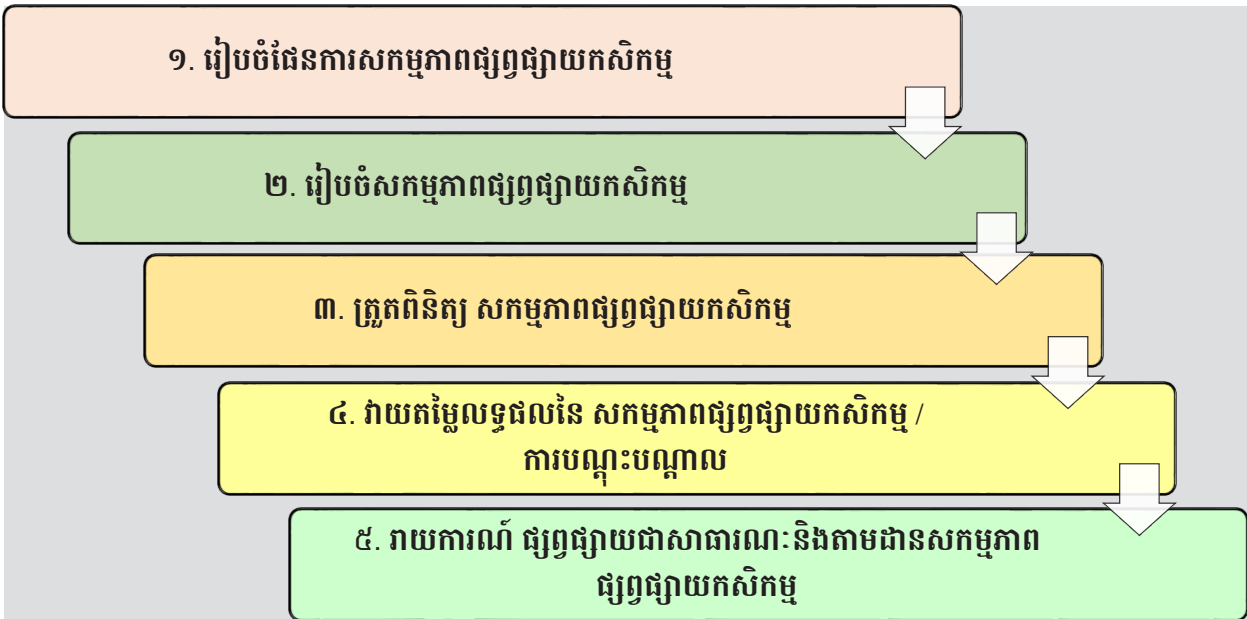 ១. រៀបចំផែនការសកម្មភាពផ្សព្វផ្សាយកសិកម្ម
២. រៀបចំសកម្មភាពផ្សព្វផ្សាយកសិកម្ម
៣. ត្រួតពិនិត្យ សកម្មភាពផ្សព្វផ្សាយកសិកម្ម
៤. វាយតម្លៃលទ្ធផលនៃ សកម្មភាពផ្សព្វផ្សាយកសិកម្ម /
ការបណ្តុះបណ្តាល
៥. រាយការណ៍ ផ្សព្វផ្សាយជាសាធារណៈនិងតាមដានសកម្មភាព
ផ្សព្វផ្សាយកសិកម្ម